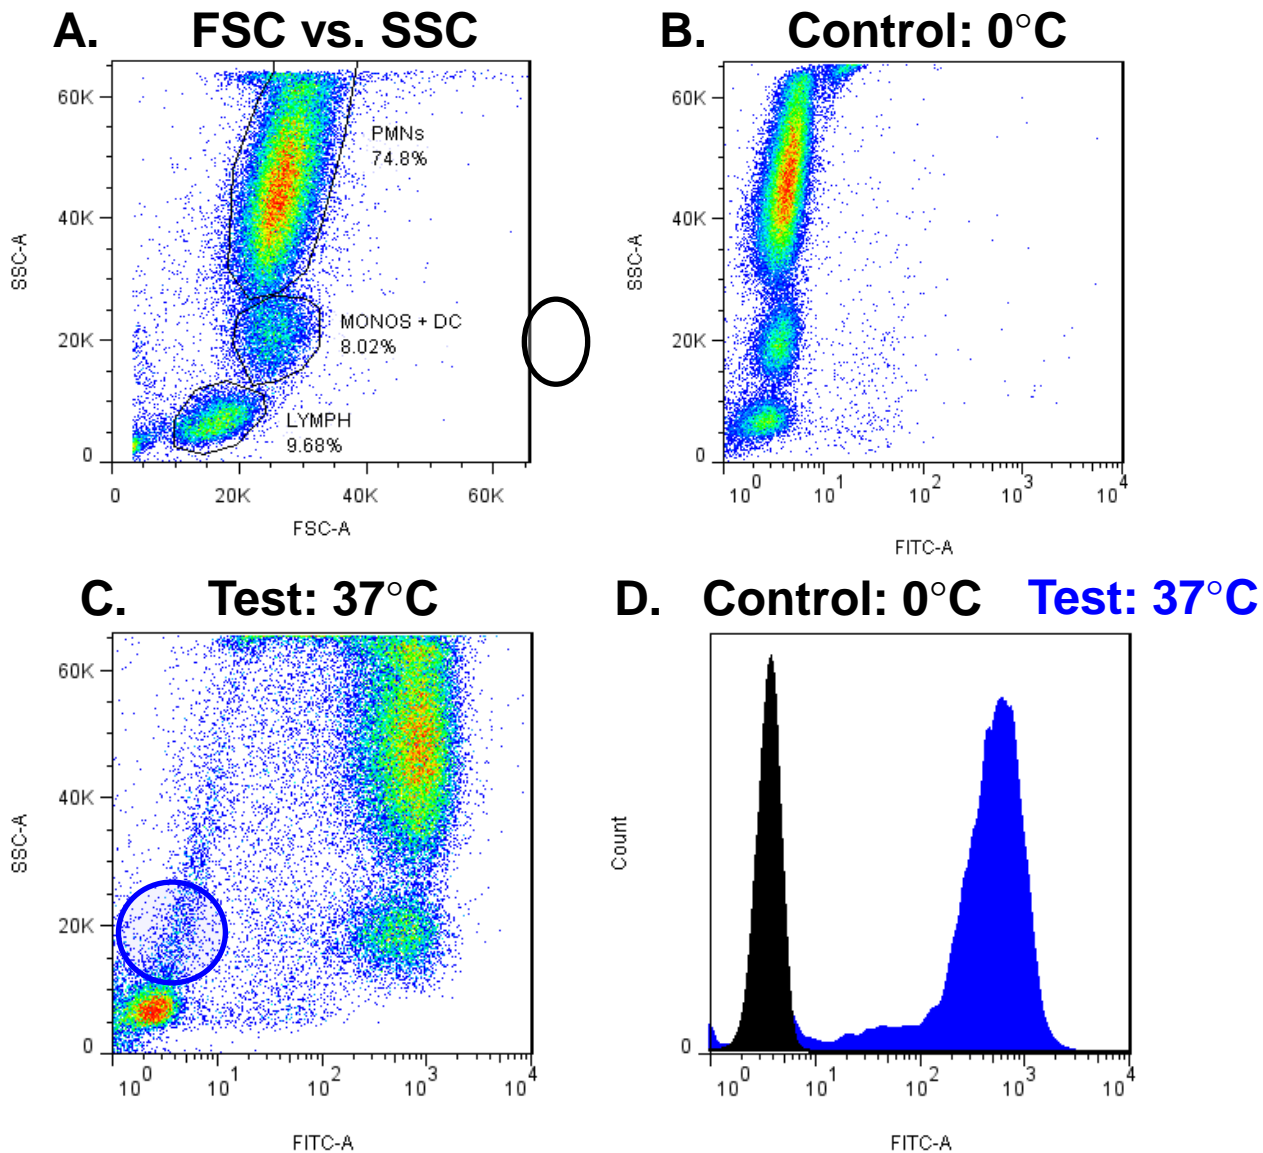 A. FSC vs. SSC
60K
40K
20K
0
SSC-A
PMNs
74.8%
MONOS + DC
8.02%
LYMPH
9.68%
0 20K 40K 60K
FSC-A
B. Control: 0°C
60K
40K
20K
0
SSC-A
10^0 10^1 10^2 10^3 10^4
FITC-A
C. Test: 37°C
60K
40K
20K
0
SSC-A
10^0 10^1 10^2 10^3 10^4
FITC-A
D. Control: 0°C Test: 37°C
Count
0
10^0 10^1 10^2 10^3 10^4
FITC-A